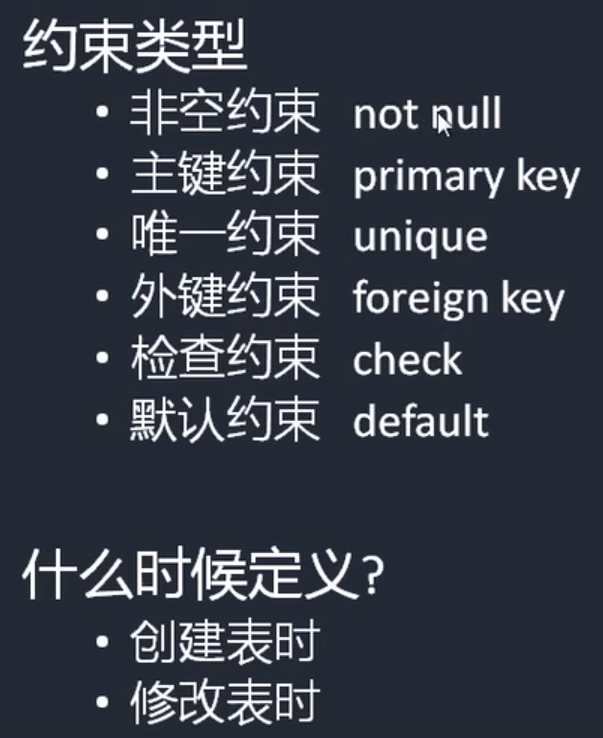 约束类型
• 非空约束 not null
• 主键约束 primary key
• 唯一约束 unique
• 外键约束 foreign key
• 检查约束 check
• 默认约束 default
什么时候定义?
• 创建表时
• 修改表时